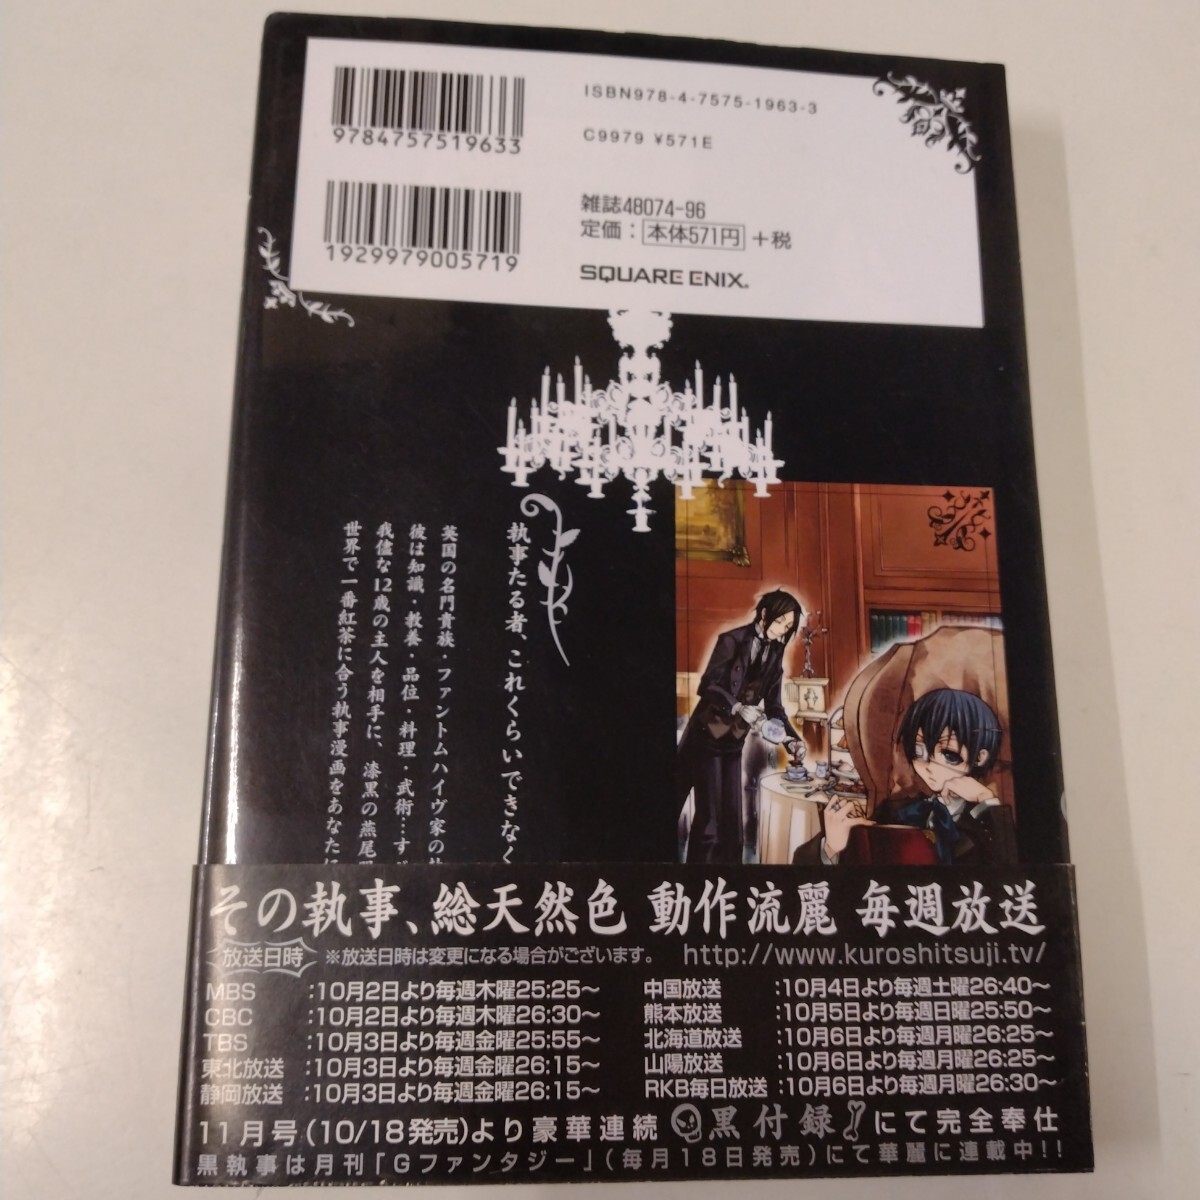 ISBN978-4-7575-1963-3
9784757519633
C9979 ¥571E
1929979005719
雑誌48074-96
定価：本体571円＋税
SQUARE ENIX®
執事たる者、これくらいできなく
英国の名門貴族・ファントムハイヴ家の
彼は知識・教養・品位・料理・武術…す
我儘な12歳の主人を相手に、漆黒の燕尾
世界で一番紅茶に合う執事漫画をあなたに
その執事、総天然色 動作流麗 毎週放送
放送日時 ※放送日時は変更になる場合がございます。 http://www.kuroshitsuji.tv/
MBS :10月2日より毎週木曜25:25～
CBC :10月2日より毎週木曜26:30～
TBS :10月3日より毎週金曜25:55～
東北放送 :10月3日より毎週金曜26:15～
静岡放送 :10月3日より毎週金曜26:15～
中国放送 :10月4日より毎週土曜26:40～
熊本放送 :10月5日より毎週日曜25:50～
北海道放送 :10月6日より毎週月曜26:25～
山陽放送 :10月6日より毎週月曜26:25～
RKB毎日放送 :10月6日より毎週月曜26:30～
11月号(10/18発売)より豪華連続 黒付録 にて完全奉仕
黒執事は月刊「Gファンタジー」(毎月18日発売)にて華麗に連載中!!